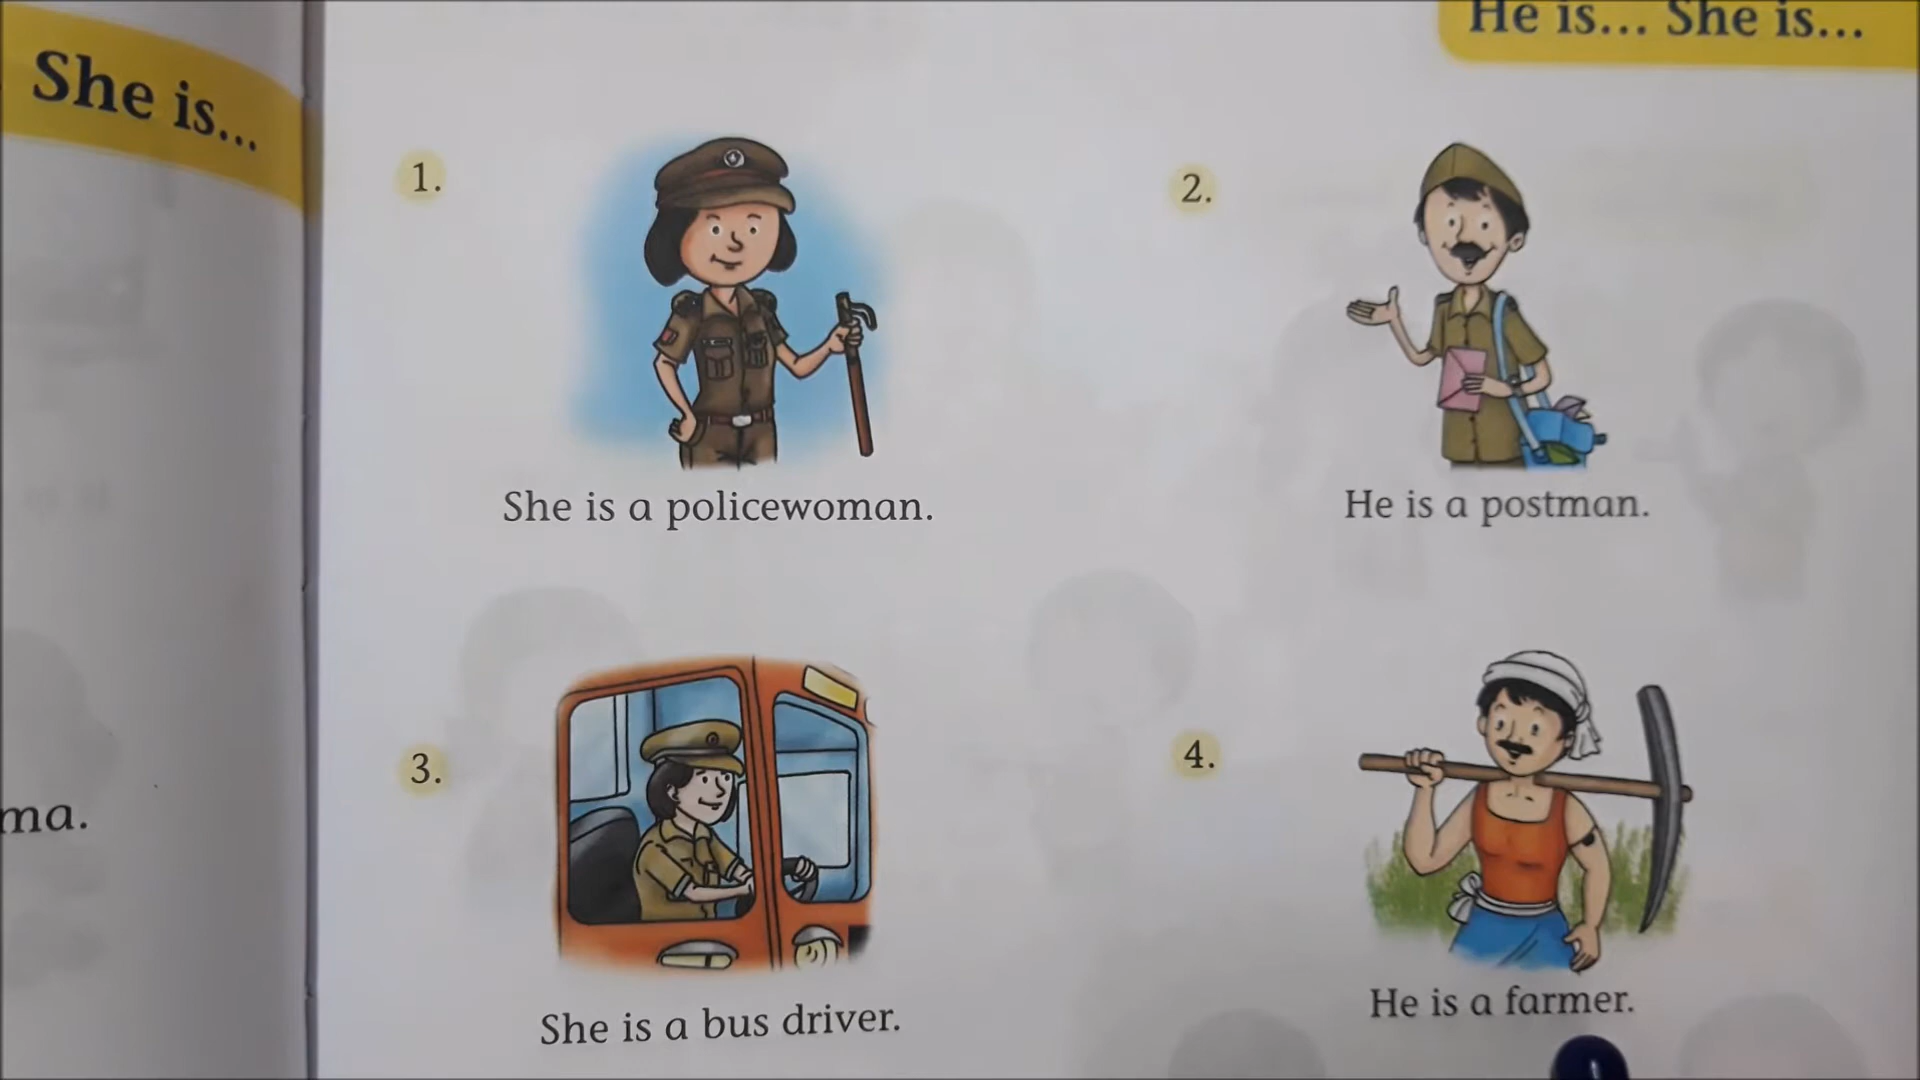 She is...
ma.
He is... She is...
1.
She is a policewoman.
2.
He is a postman.
3.
She is a bus driver.
4.
He is a farmer.